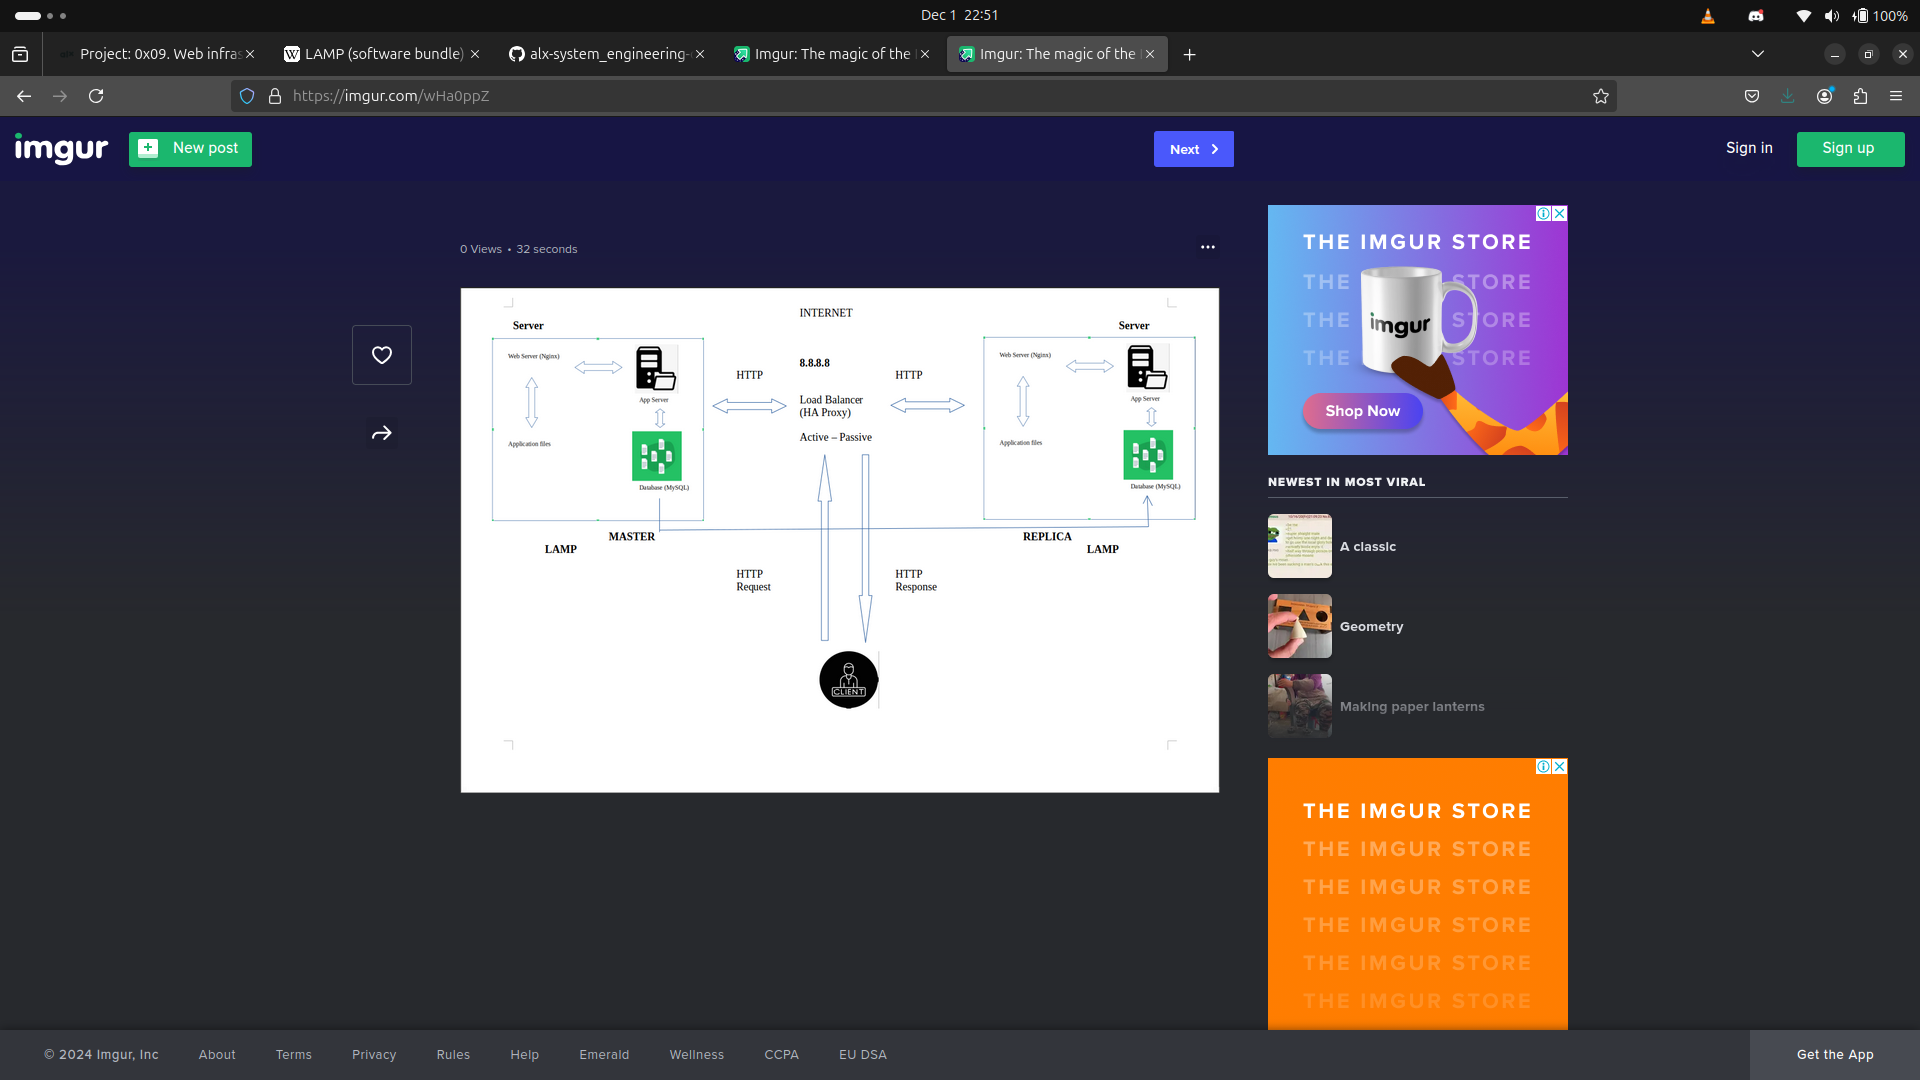 Dec 1 22:51
100%
Project: 0x09. Web infras
LAMP (software bundle)
alx-system_engineering-
Imgur: The magic of the
Imgur: The magic of the
https://imgur.com/wHa0ppZ
imgur
New post
Next
Sign in
Sign up
0 Views • 32 seconds
INTERNET
Server
Server
Web Server (Nginx)
Web Server (Nginx)
8.8.8.8
HTTP
HTTP
App Server
Load Balancer
(HA Proxy)
App Server
Active – Passive
Application files
Application files
Database (MySQL)
Database (MySQL)
MASTER
REPLICA
LAMP
LAMP
HTTP
Request
HTTP
Response
CLIENT
THE IMGUR STORE
THE STORE
THE STORE
THE STORE
imgur
Shop Now
NEWEST IN MOST VIRAL
A classic
Geometry
Making paper lanterns
THE IMGUR STORE
THE IMGUR STORE
THE IMGUR STORE
THE IMGUR STORE
THE IMGUR STORE
THE IMGUR STORE
© 2024 Imgur, Inc
About
Terms
Privacy
Rules
Help
Emerald
Wellness
CCPA
EU DSA
Get the App